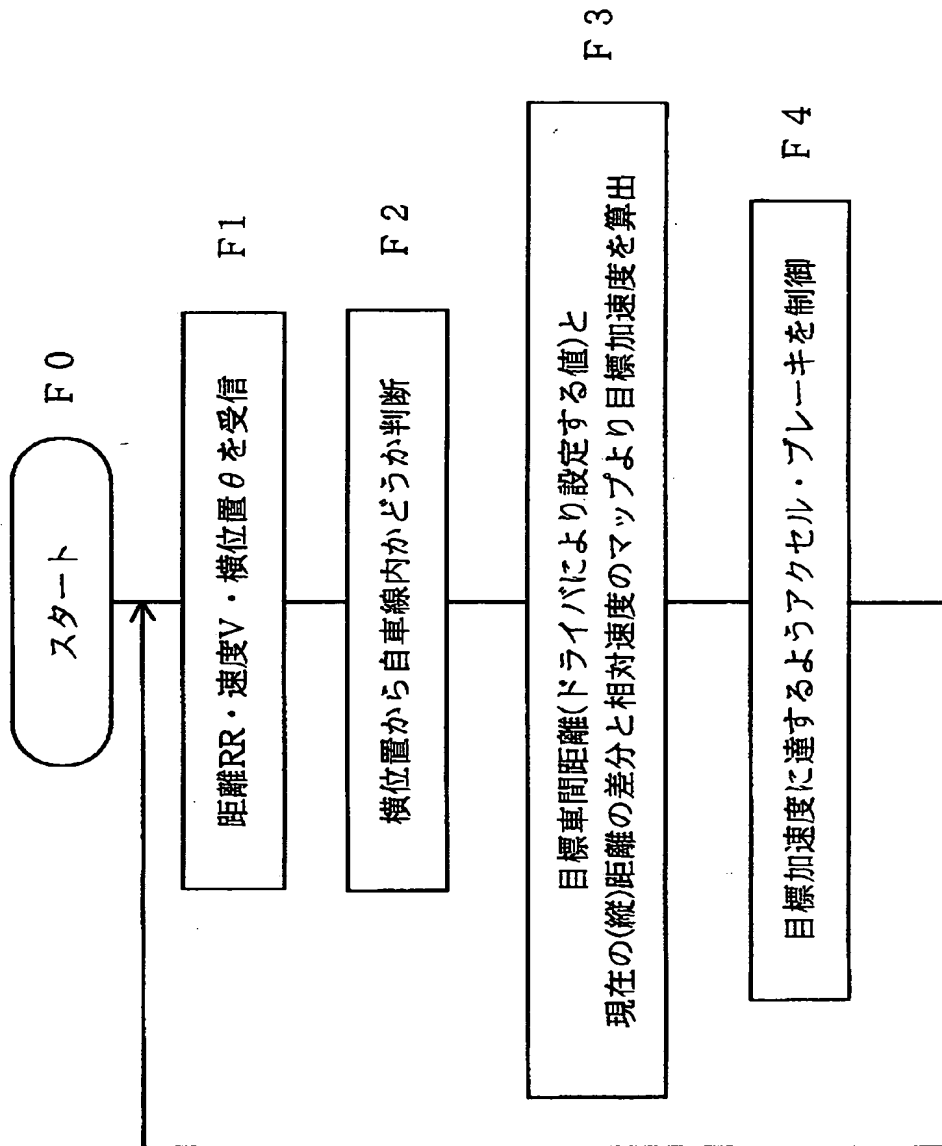 スタート
F 0
距離RR・速度V・横位置θを受信
F 1
横位置から自車線内かどうか判断
F 2
目標車間距離(ドライバにより設定する値)と
現在の(縦)距離の差分と相対速度のマップより目標加速度を算出
F 3
目標加速度に達するようアクセル・ブレーキを制御
F 4